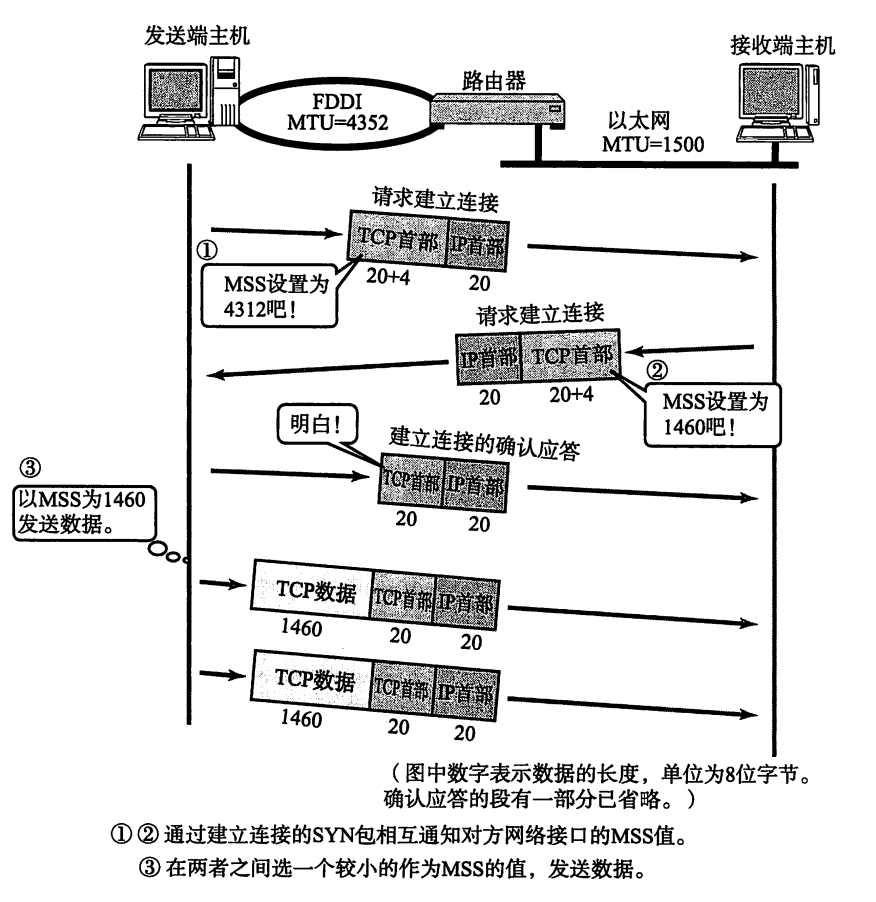 发送端主机
接收端主机
路由器
FDDI
MTU=4352
以太网
MTU=1500
请求建立连接
TCP首部 IP首部
20+4 20
①
MSS设置为
4312吧！
请求建立连接
IP首部 TCP首部
20 20+4
②
MSS设置为
1460吧！
明白！
建立连接的确认应答
TCP首部 IP首部
20 20
③
以MSS为1460
发送数据。
TCP数据 TCP首部 IP首部
1460 20 20
TCP数据 TCP首部 IP首部
1460 20 20
（图中数字表示数据的长度，单位为8位字节。
确认应答的段有一部分已省略。）
①②通过建立连接的SYN包相互通知对方网络接口的MSS值。
③在两者之间选一个较小的作为MSS的值，发送数据。